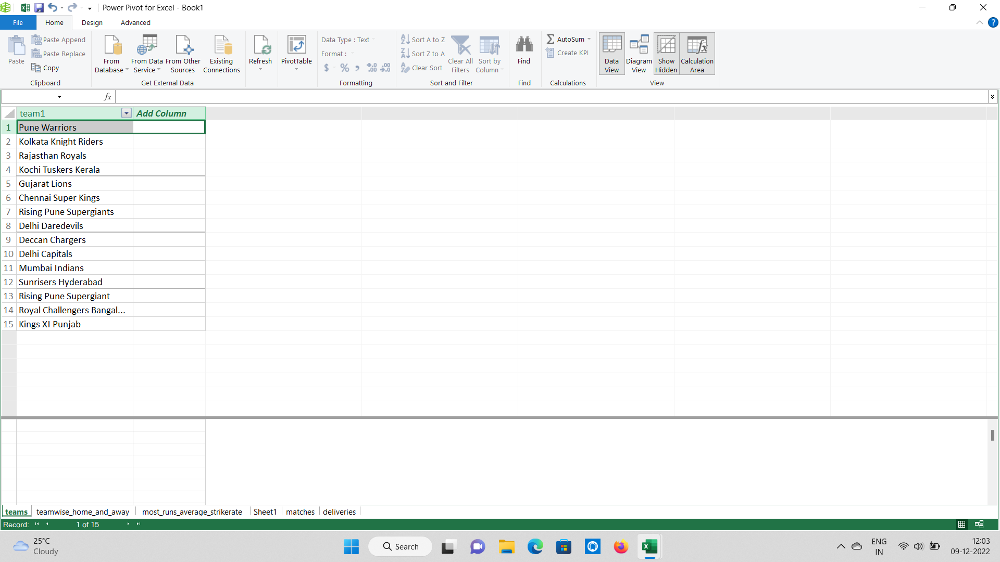 Power Pivot for Excel - Book1
File Home Design Advanced
Paste
Paste Append
Paste Replace
Copy
Clipboard
From Database
From Data Service
From Other Sources
Existing Connections
Get External Data
Refresh
PivotTable
Data Type : Text
Format :
$ % ,
Formatting
Sort A to Z
Sort Z to A
Clear Sort
Clear All Filters
Sort by Column
Sort and Filter
Find
Find
AutoSum
Create KPI
Calculations
Data View
Diagram View
Show Hidden
Calculation Area
View
fx
team1 Add Column
1 Pune Warriors
2 Kolkata Knight Riders
3 Rajasthan Royals
4 Kochi Tuskers Kerala
5 Gujarat Lions
6 Chennai Super Kings
7 Rising Pune Supergiants
8 Delhi Daredevils
9 Deccan Chargers
10 Delhi Capitals
11 Mumbai Indians
12 Sunrisers Hyderabad
13 Rising Pune Supergiant
14 Royal Challengers Bangal...
15 Kings XI Punjab
teams teamwise_home_and_away most_runs_average_strikerate Sheet1 matches deliveries
Record: 1 of 15
25°C
Cloudy
Search
ENG
IN
12:03
09-12-2022